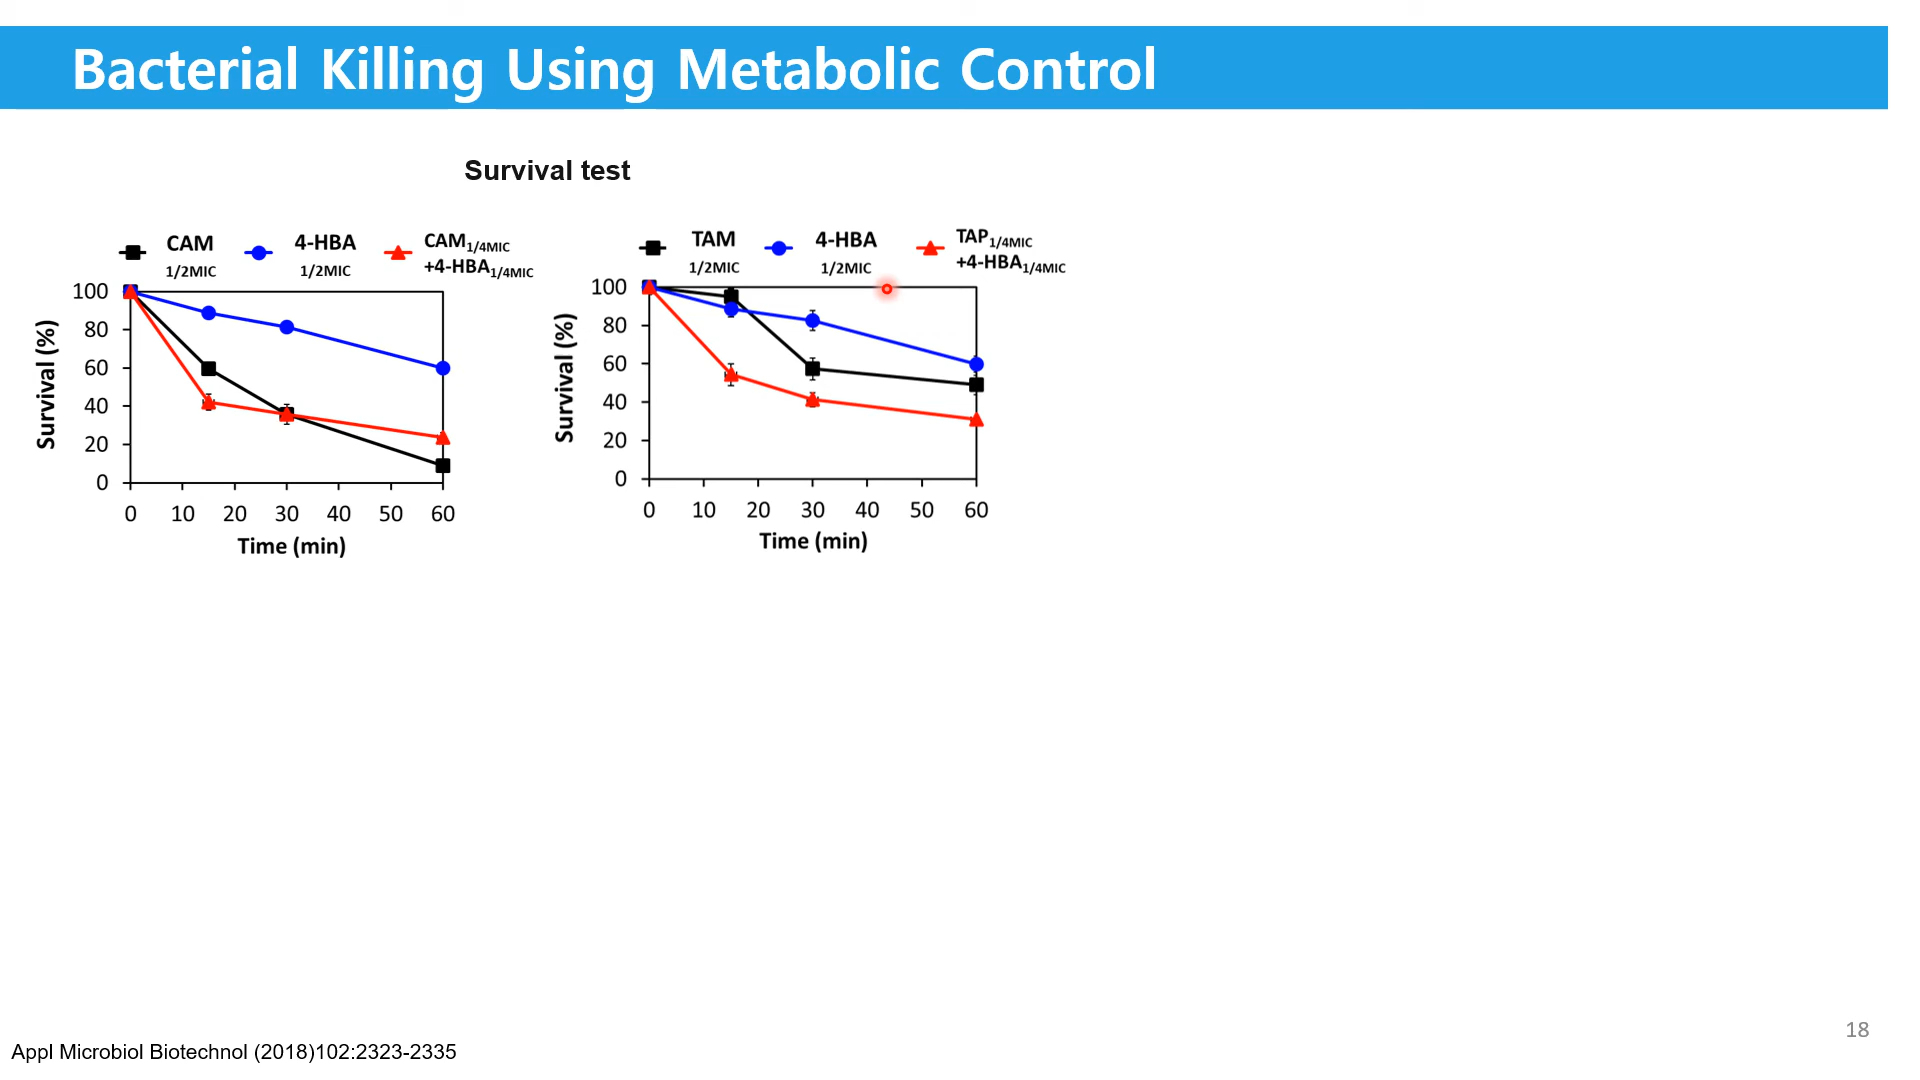 Bacterial Killing Using Metabolic Control
Survival test
CAM 1/2MIC
4-HBA 1/2MIC
CAM1/4MIC
+4-HBA1/4MIC
Survival (%)
100
80
60
40
20
0
0 10 20 30 40 50 60
Time (min)
TAM 1/2MIC
4-HBA 1/2MIC
TAP1/4MIC
+4-HBA1/4MIC
Survival (%)
100
80
60
40
20
0
0 10 20 30 40 50 60
Time (min)
18
Appl Microbiol Biotechnol (2018)102:2323-2335